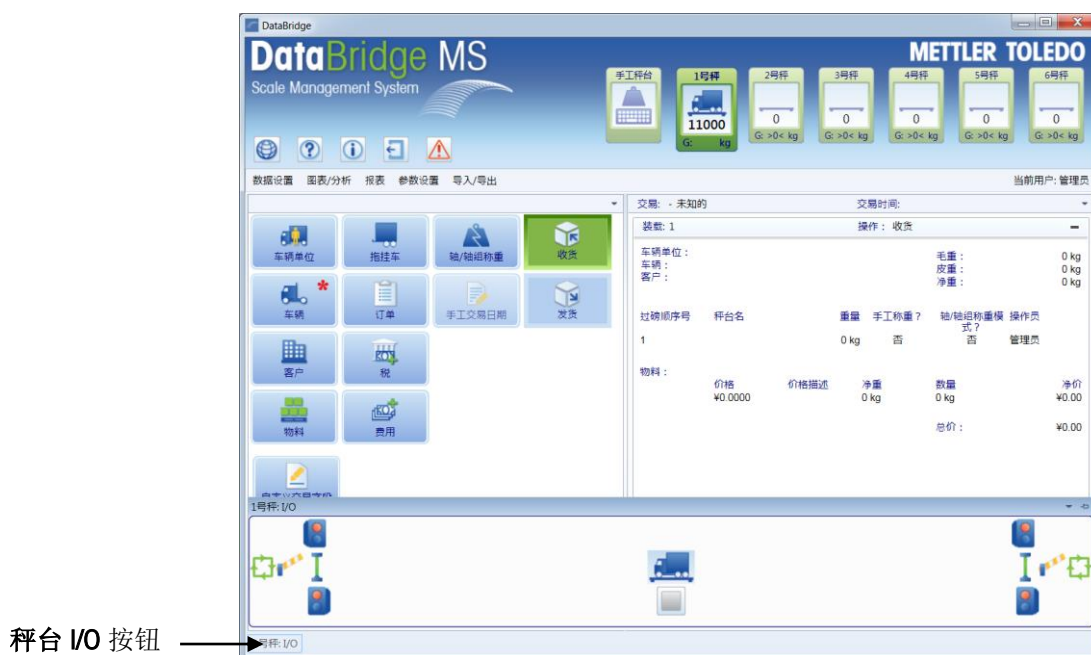 DataBridge
DataBridge MS
METTLER TOLEDO
Scale Management System
手工秤台
1号秤
2号秤
3号秤
4号秤
5号秤
6号秤
11000
0
0
0
0
0
G: kg
G: >0< kg
G: >0< kg
G: >0< kg
G: >0< kg
G: >0< kg
数据设置 图表/分析 报表 参数设置 导入/导出
当前用户: 管理员
交易: - 未知的 交易时间:
装载: 1 操作: 收货
车辆单位
拖挂车
轴/轴组称重
收货
车辆 *
订单
手工交易日期
发货
客户
税
物料
费用
自定义交易字段
车辆单位:
车辆:
客户:
毛重: 0 kg
皮重: 0 kg
净重: 0 kg
过磅顺序号 秤台名 重量 手工称重? 轴/轴组称重模式? 操作员
1 0 kg 否 否 管理员
物料:
价格 价格描述 净重 数量 净价
¥0.0000 0 kg 0 kg ¥0.00
总价: ¥0.00
1号秤: I/O
秤台 I/O 按钮
号秤: I/O